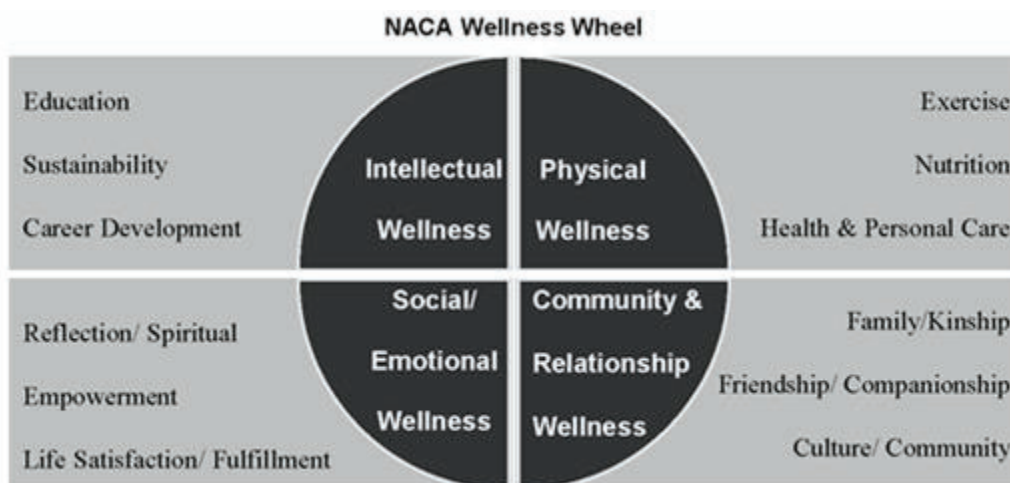 NACA Wellness Wheel
Education
Sustainability
Career Development
Intellectual
Wellness
Physical
Wellness
Exercise
Nutrition
Health & Personal Care
Reflection/ Spiritual
Empowerment
Life Satisfaction/ Fulfillment
Social/
Emotional
Wellness
Community &
Relationship
Wellness
Family/Kinship
Friendship/ Companionship
Culture/ Community